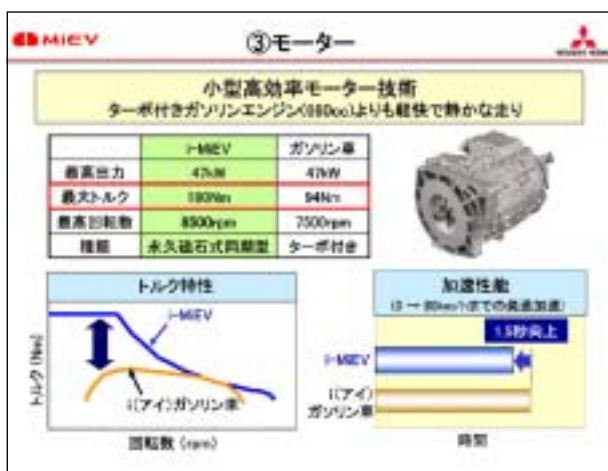 MiEV
③モーター
小型高効率モーター技術
ターボ付きガソリンエンジン(660cc)よりも軽快で静かな走り
i-MiEV ガソリン車
最高出力 47kW 47kW
最大トルク 180Nm 94Nm
最高回転数 8500rpm 7500rpm
種類 永久磁石式同期型 ターボ付き
トルク特性
トルク(Nm)
i-MiEV
i(アイ)ガソリン車
回転数(rpm)
加速性能
(0 → 80km/hまでの発進加速)
1.5秒向上
i-MiEV
i(アイ)
ガソリン車
時間